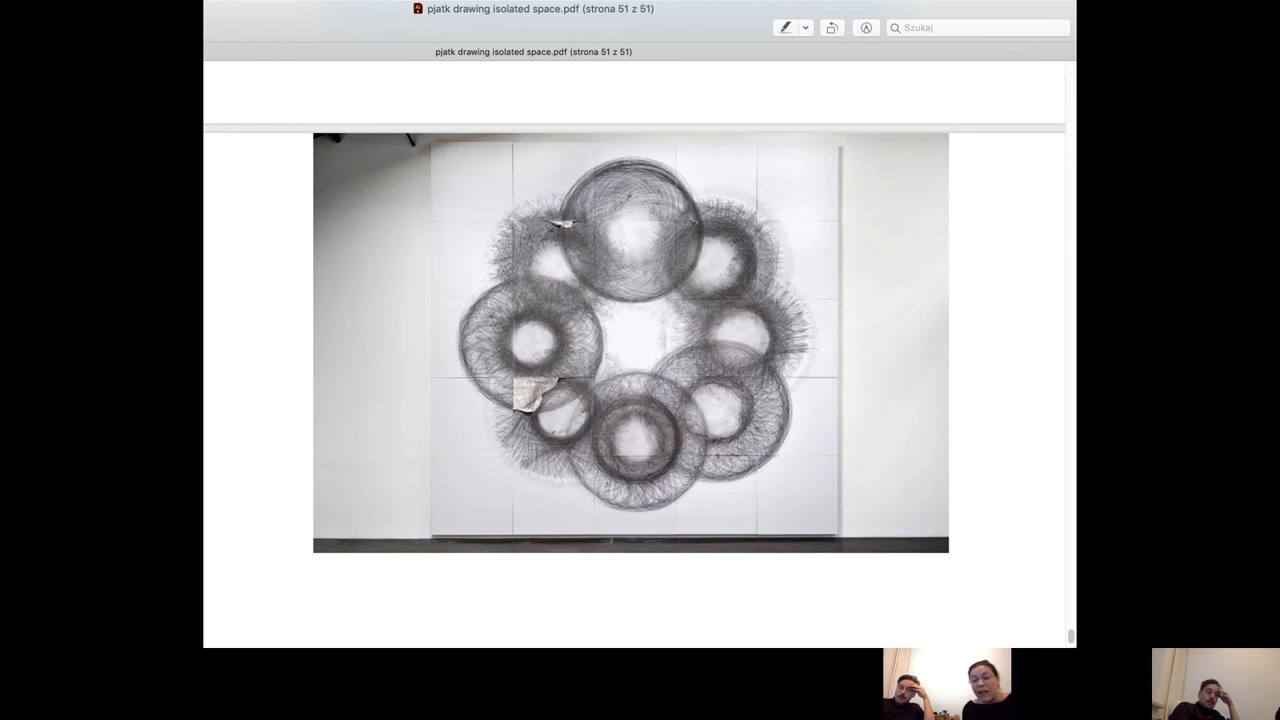 pjatk drawing isolated space.pdf (strona 51 z 51)
Szukaj
pjatk drawing isolated space.pdf (strona 51 z 51)